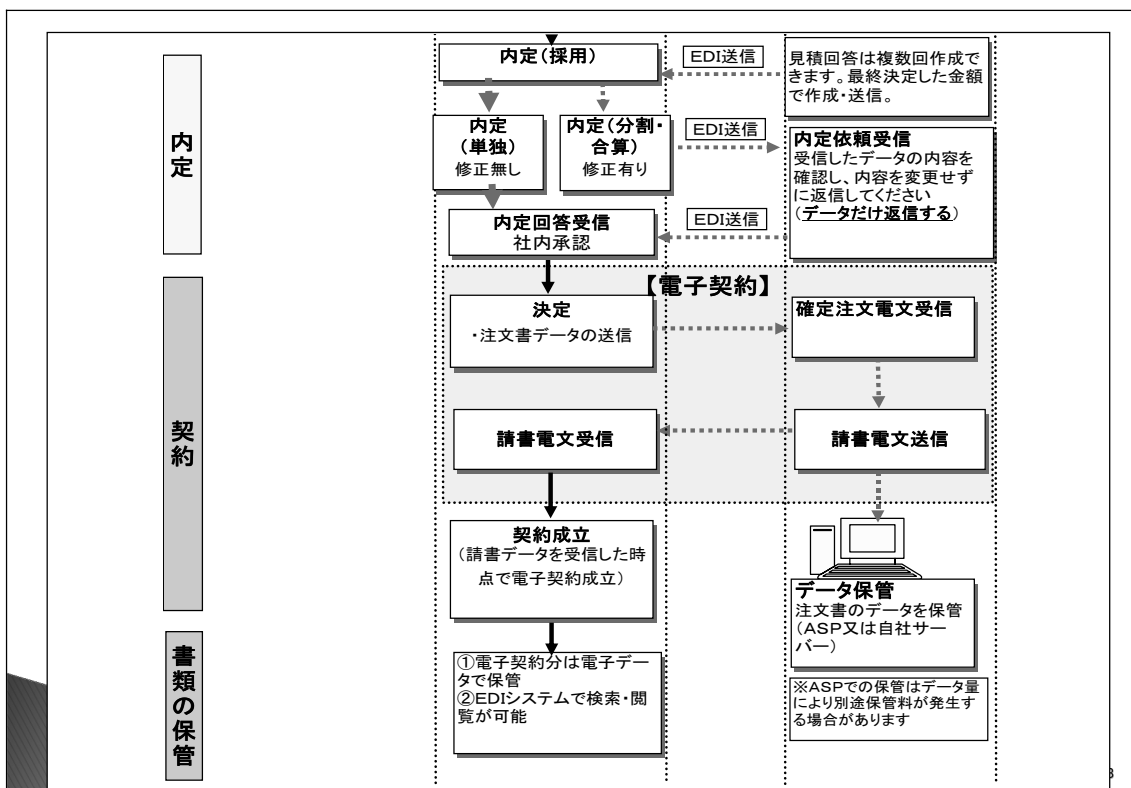 内定
内定（採用）
EDI送信
見積回答は複数回作成で
きます。最終決定した金額
で作成・送信。
内定
（単独）
修正無し
内定（分割・
合算）
修正有り
EDI送信
内定依頼受信
受信したデータの内容を
確認し、内容を変更せず
に返信してください
（データだけ返信する）
内定回答受信
社内承認
EDI送信
契約
【電子契約】
決定
・注文書データの送信
確定注文電文受信
請書電文受信
請書電文送信
契約成立
（請書データを受信した時
点で電子契約成立）
データ保管
注文書のデータを保管
（ASP又は自社サー
バー）
書類の保管
①電子契約分は電子デー
タで保管
②EDIシステムで検索・閲
覧が可能
※ASPでの保管はデータ量
により別途保管料が発生す
る場合があります